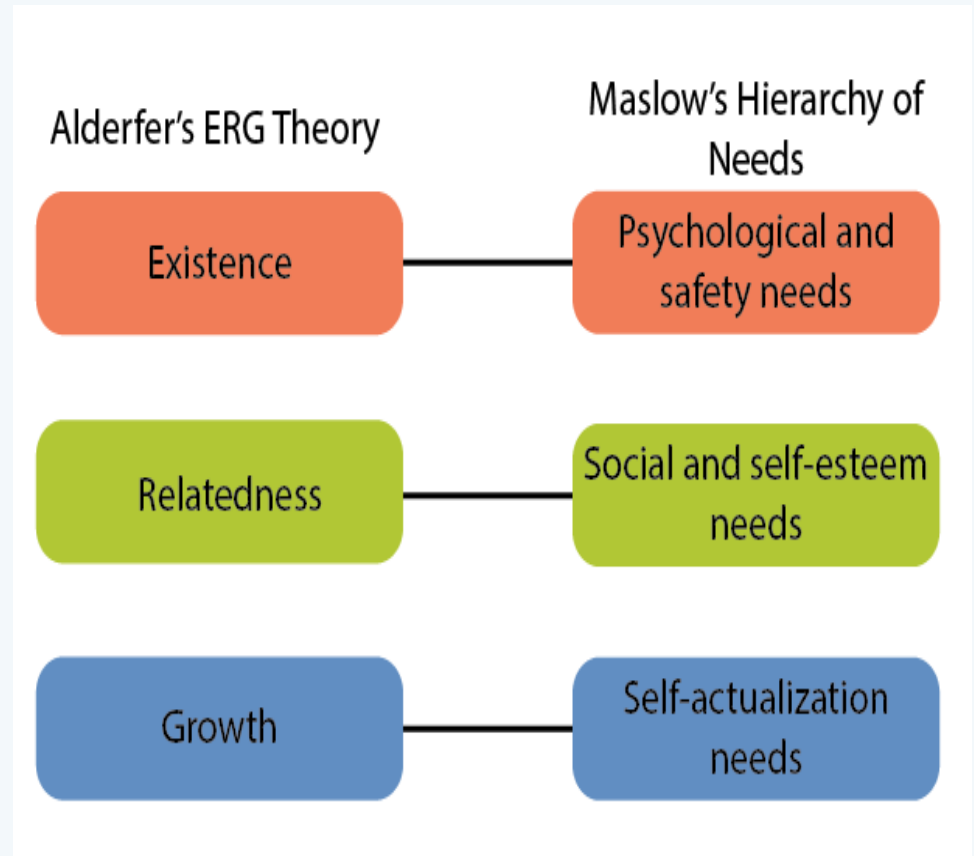 Alderfer's ERG Theory
Maslow's Hierarchy of
Needs
Existence
Psychological and
safety needs
Relatedness
Social and self-esteem
needs
Growth
Self-actualization
needs